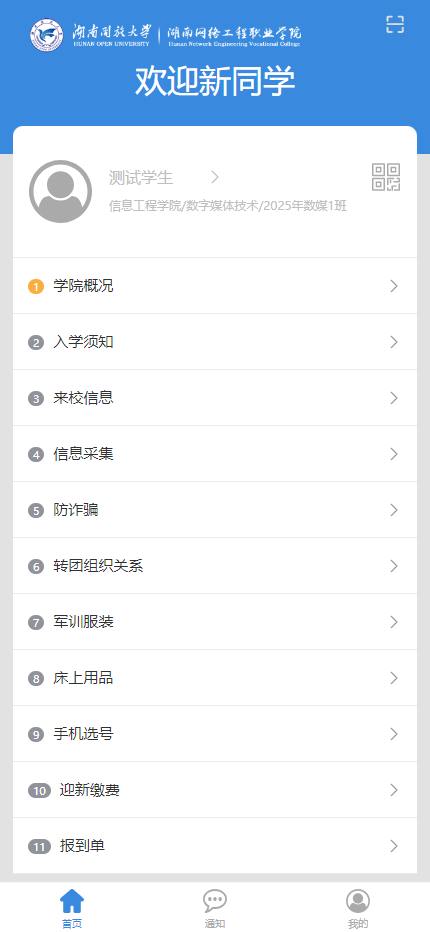 湖南开放大学 湖南网络工程职业学院
HUNAN OPEN UNIVERSITY Hunan Network Engineering Vocational College
欢迎新同学
测试学生
信息工程学院/数字媒体技术/2025年数媒1班
1 学院概况
2 入学须知
3 来校信息
4 信息采集
5 防诈骗
6 转团组织关系
7 军训服装
8 床上用品
9 手机选号
10 迎新缴费
11 报到单
首页 通知 我的